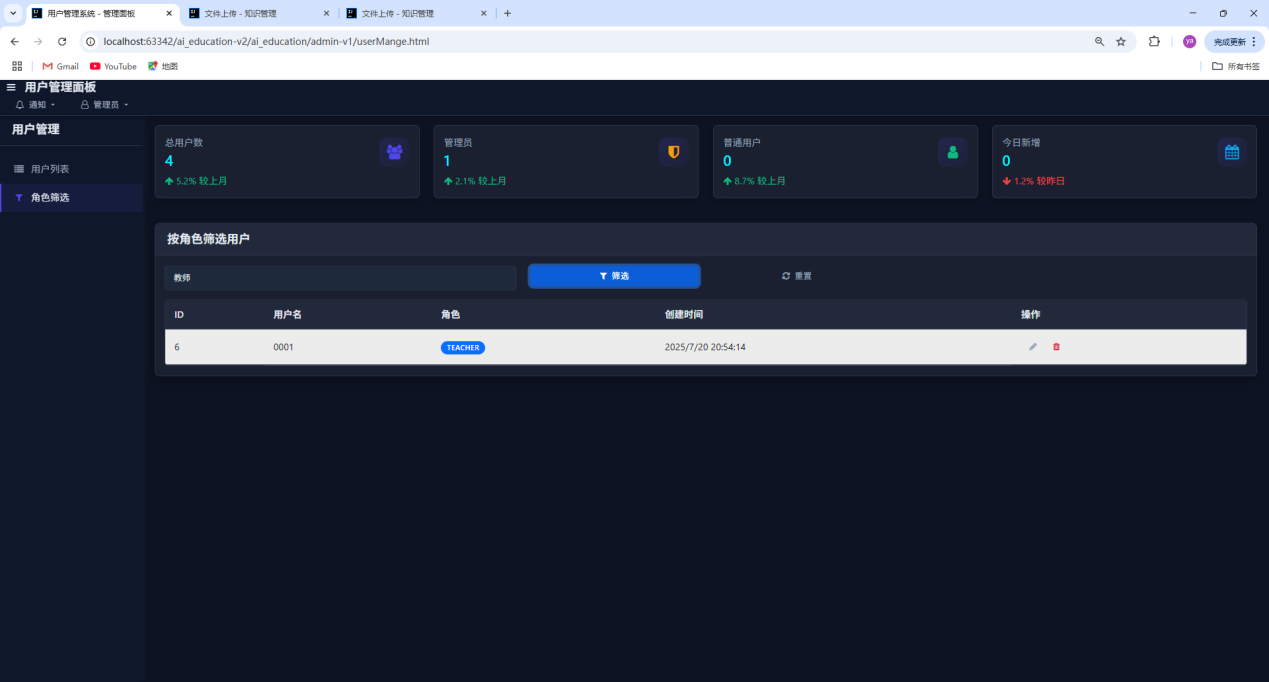 用户管理系统 - 管理面板
文件上传 - 知识管理
文件上传 - 知识管理
localhost:63342/ai_education-v2/ai_education/admin-v1/userMange.html
ya
完成更新
Gmail
YouTube
地图
所有书签
用户管理面板
通知
管理员
用户管理
用户列表
角色筛选
总用户数
4
5.2% 较上月
管理员
1
2.1% 较上月
普通用户
0
8.7% 较上月
今日新增
0
1.2% 较昨日
按角色筛选用户
教师
筛选
重置
ID 用户名 角色 创建时间 操作
6 0001 TEACHER 2025/7/20 20:54:14